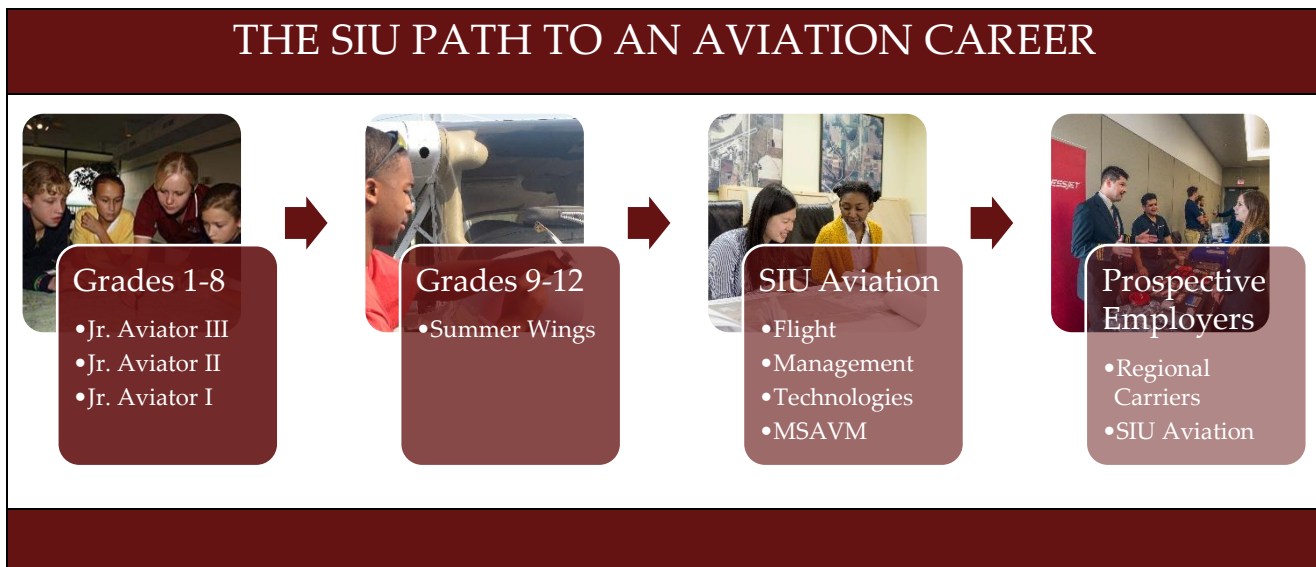 THE SIU PATH TO AN AVIATION CAREER
Grades 1-8
•Jr. Aviator III
•Jr. Aviator II
•Jr. Aviator I
Grades 9-12
•Summer Wings
SIU Aviation
•Flight
•Management
•Technologies
•MSAVM
Prospective
Employers
•Regional
Carriers
•SIU Aviation